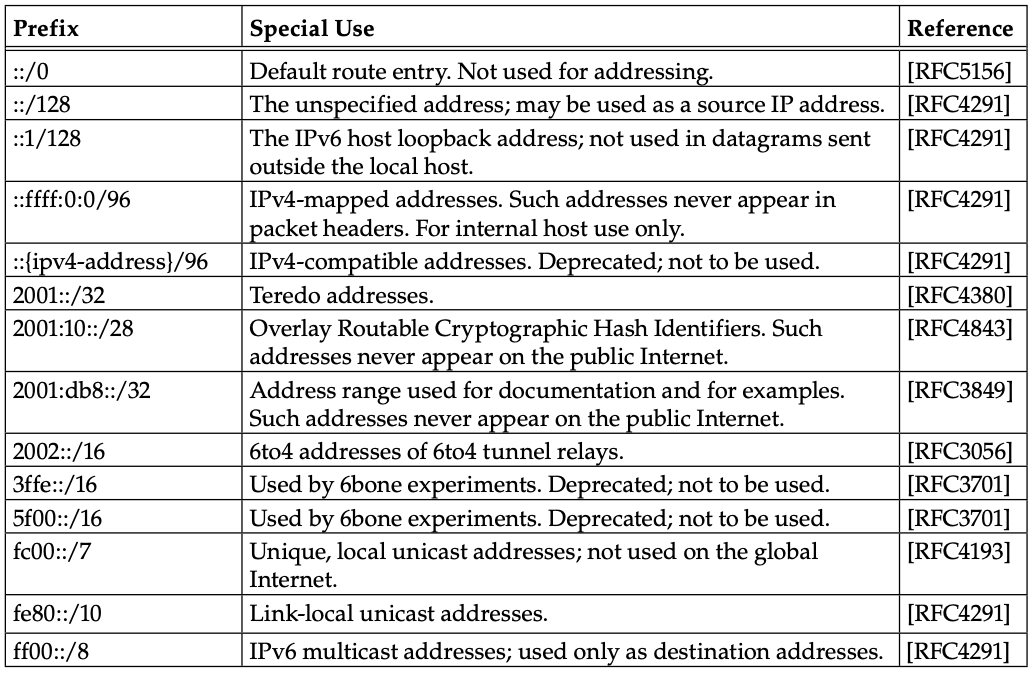 Prefix Special Use Reference
::/0 Default route entry. Not used for addressing. [RFC5156]
::/128 The unspecified address; may be used as a source IP address. [RFC4291]
::1/128 The IPv6 host loopback address; not used in datagrams sent [RFC4291]
outside the local host.
::ffff:0:0/96 IPv4-mapped addresses. Such addresses never appear in [RFC4291]
packet headers. For internal host use only.
::{ipv4-address}/96 IPv4-compatible addresses. Deprecated; not to be used. [RFC4291]
2001::/32 Teredo addresses. [RFC4380]
2001:10::/28 Overlay Routable Cryptographic Hash Identifiers. Such [RFC4843]
addresses never appear on the public Internet.
2001:db8::/32 Address range used for documentation and for examples. [RFC3849]
Such addresses never appear on the public Internet.
2002::/16 6to4 addresses of 6to4 tunnel relays. [RFC3056]
3ffe::/16 Used by 6bone experiments. Deprecated; not to be used. [RFC3701]
5f00::/16 Used by 6bone experiments. Deprecated; not to be used. [RFC3701]
fc00::/7 Unique, local unicast addresses; not used on the global [RFC4193]
Internet.
fe80::/10 Link-local unicast addresses. [RFC4291]
ff00::/8 IPv6 multicast addresses; used only as destination addresses. [RFC4291]